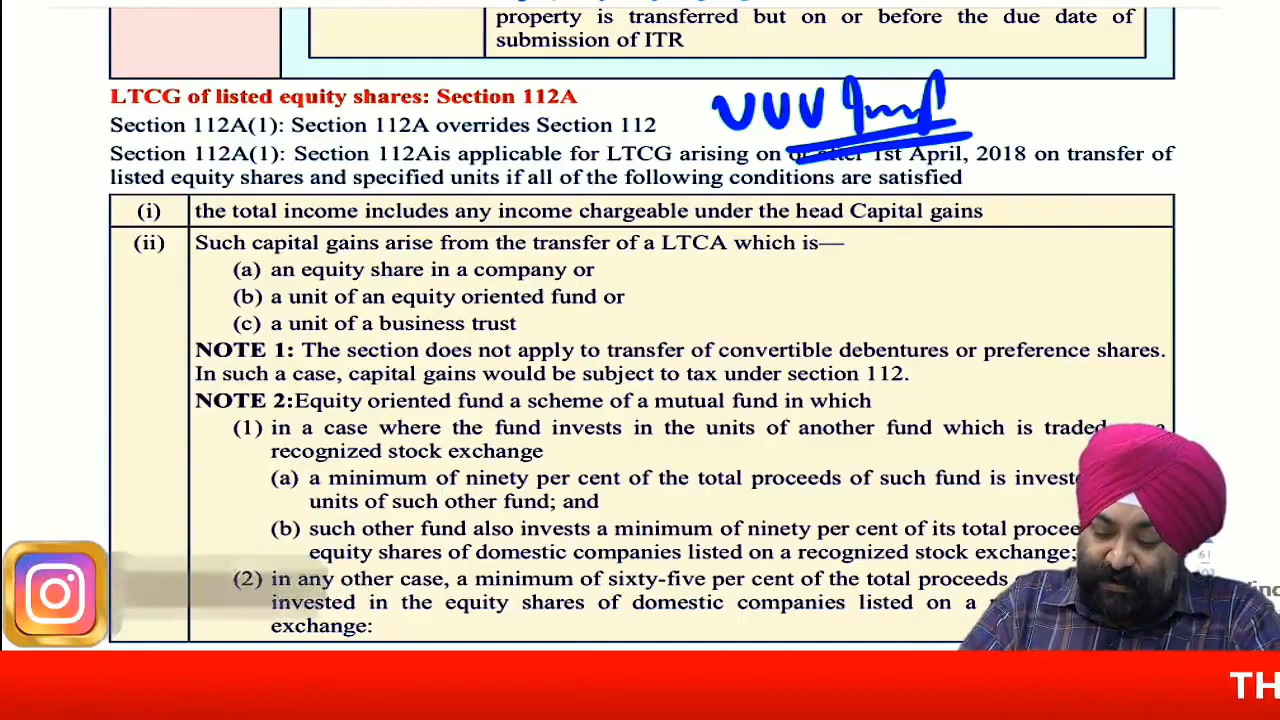 property is transferred but on or before the due date of
submission of ITR
LTCG of listed equity shares: Section 112A
Section 112A(1): Section 112A overrides Section 112
VVV Imp
Section 112A(1): Section 112Ais applicable for LTCG arising on or after 1st April, 2018 on transfer of
listed equity shares and specified units if all of the following conditions are satisfied
(i) the total income includes any income chargeable under the head Capital gains
(ii) Such capital gains arise from the transfer of a LTCA which is—
(a) an equity share in a company or
(b) a unit of an equity oriented fund or
(c) a unit of a business trust
NOTE 1: The section does not apply to transfer of convertible debentures or preference shares.
In such a case, capital gains would be subject to tax under section 112.
NOTE 2:Equity oriented fund a scheme of a mutual fund in which
(1) in a case where the fund invests in the units of another fund which is traded
recognized stock exchange
(a) a minimum of ninety per cent of the total proceeds of such fund is invest
units of such other fund; and
(b) such other fund also invests a minimum of ninety per cent of its total procee
equity shares of domestic companies listed on a recognized stock exchange;
(2) in any other case, a minimum of sixty-five per cent of the total proceeds
invested in the equity shares of domestic companies listed on a
exchange:
TH